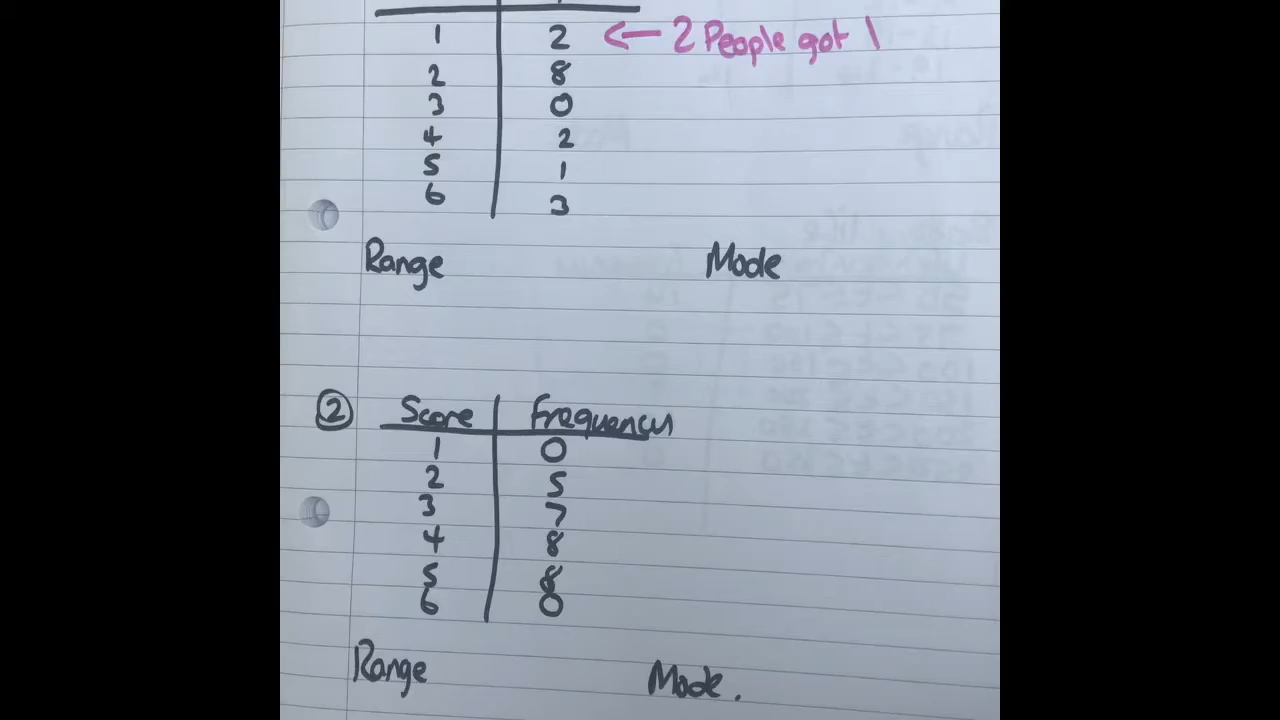 1 2 ← 2 People got 1
2 8
3 0
4 2
5 1
6 3
Range Mode
② Score Frequency
1 0
2 5
3 7
4 8
5 8
6 0
Range Mode.